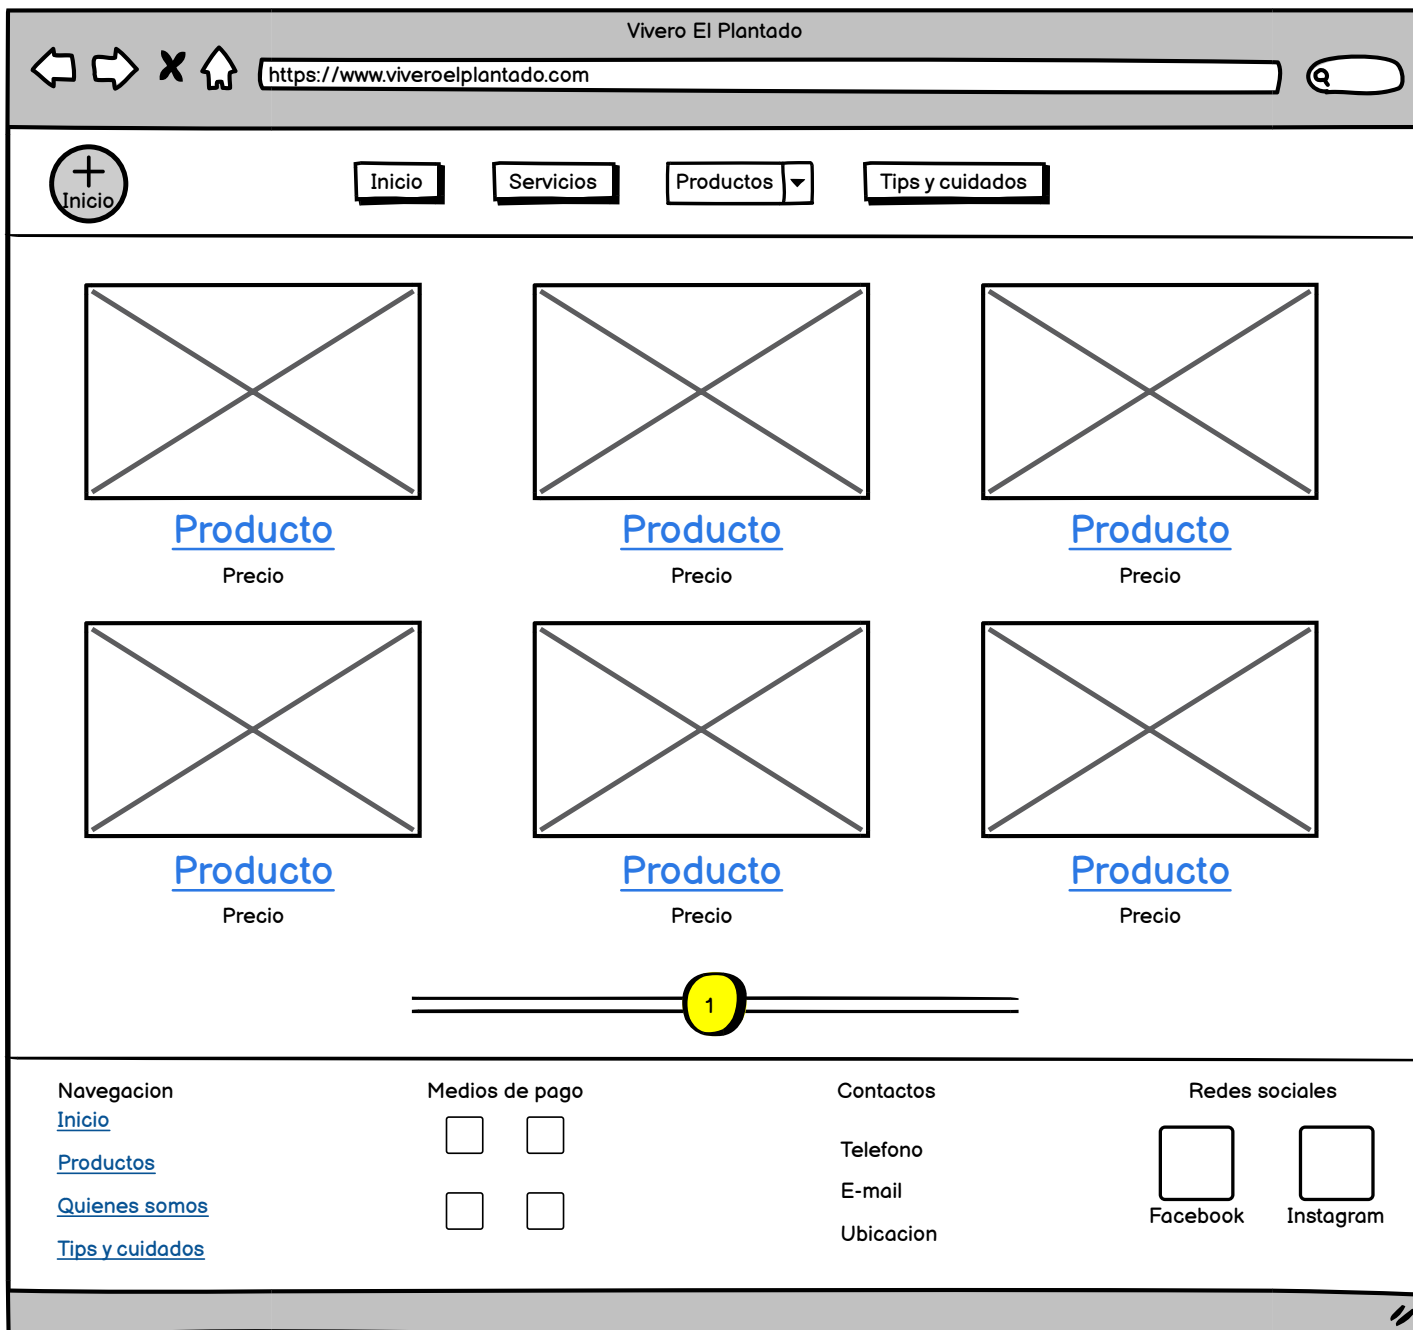 Vivero El Plantado
https://www.viveroelplantado.com
Inicio
Inicio
Servicios
Productos
Tips y cuidados
Producto
Producto
Producto
Precio
Precio
Precio
Producto
Producto
Producto
Precio
Precio
Precio
1
Navegacion
Inicio
Productos
Quienes somos
Tips y cuidados
Medios de pago
Contactos
Telefono
E-mail
Ubicacion
Redes sociales
Facebook
Instagram